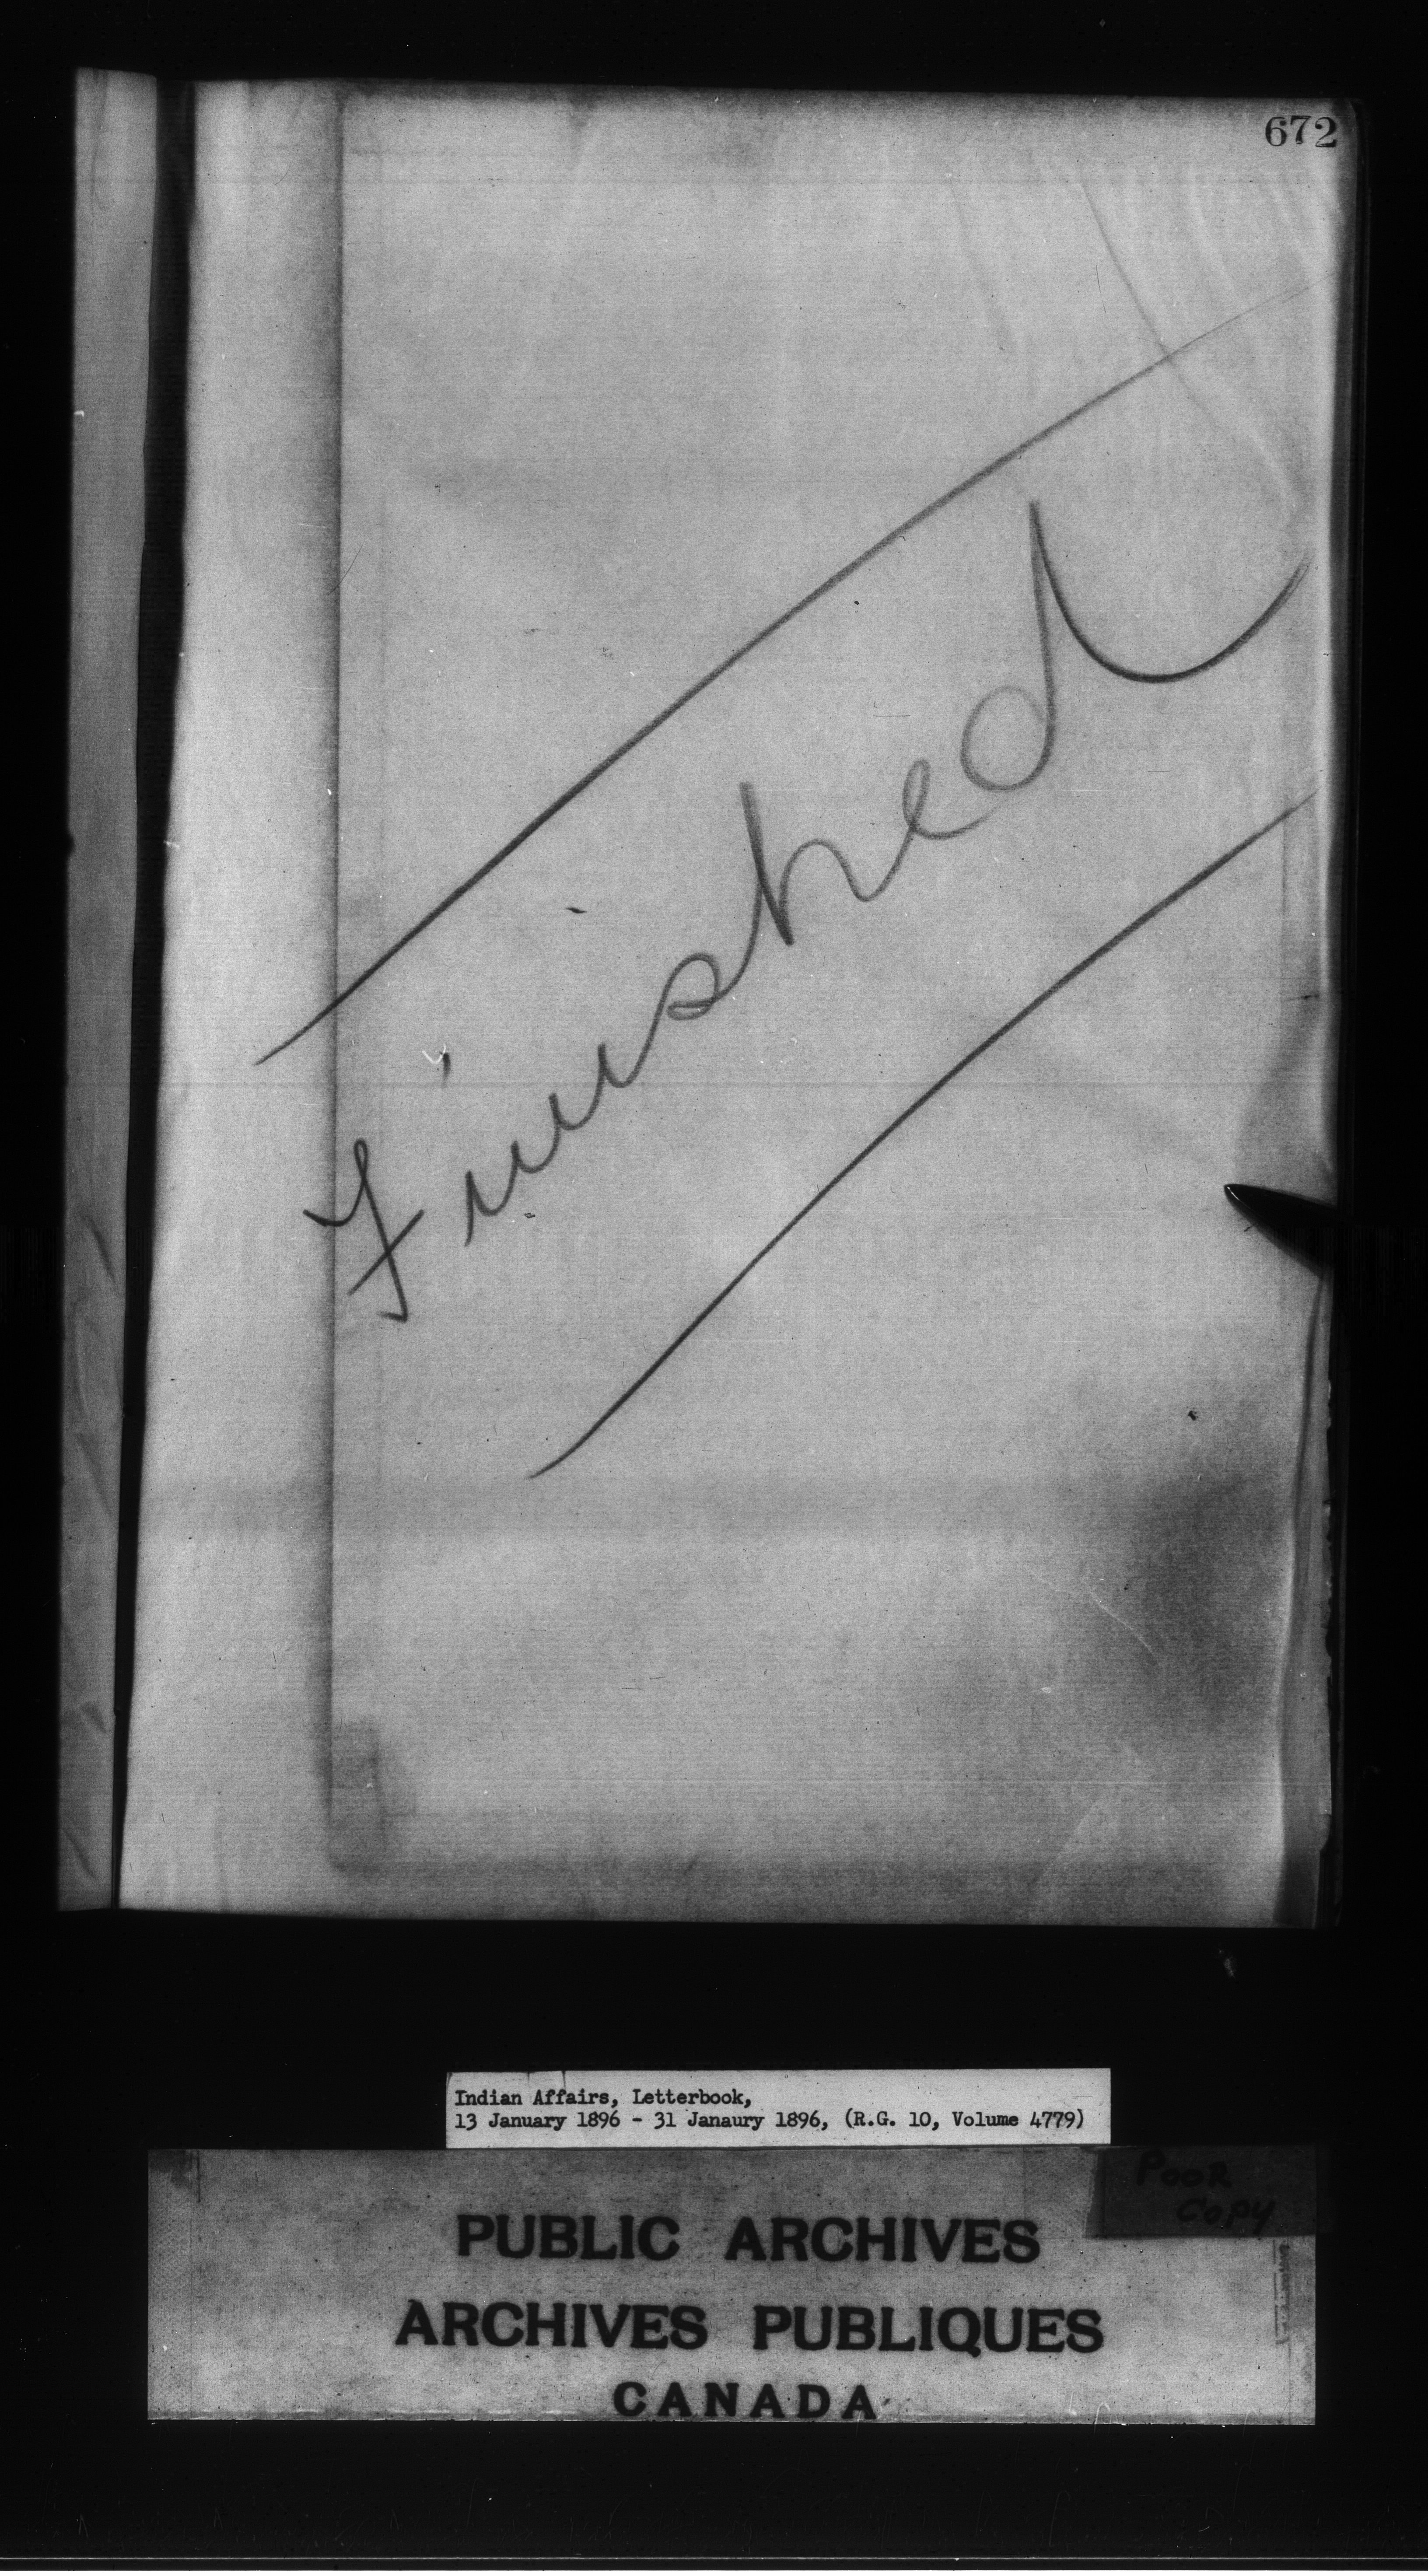 672
Finished
Indian Affairs, Letterbook,
13 January 1896 - 31 Janaury 1896, (R.G. 10, Volume 4779)
Poor
Copy
PUBLIC ARCHIVES
ARCHIVES PUBLIQUES
CANADA